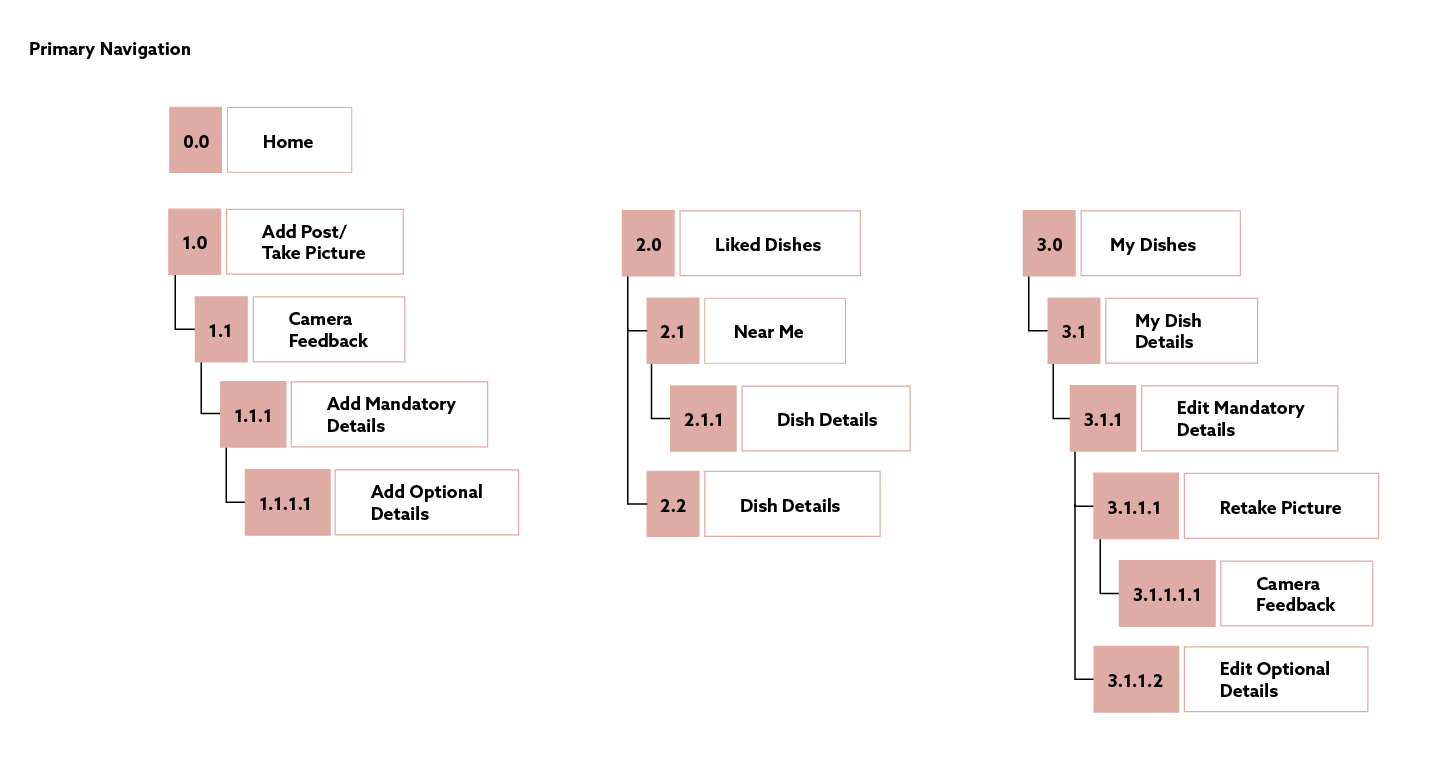 Primary Navigation
0.0
Home
1.0
Add Post/
Take Picture
1.1
Camera
Feedback
1.1.1
Add Mandatory
Details
1.1.1.1
Add Optional
Details
2.0
Liked Dishes
2.1
Near Me
2.1.1
Dish Details
2.2
Dish Details
3.0
My Dishes
3.1
My Dish
Details
3.1.1
Edit Mandatory
Details
3.1.1.1
Retake Picture
3.1.1.1.1
Camera
Feedback
3.1.1.2
Edit Optional
Details